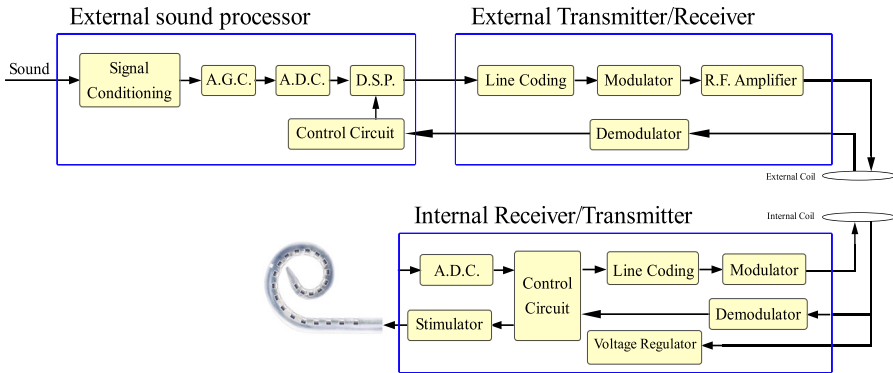 External sound processor
External Transmitter/Receiver
Sound
Signal
Conditioning
A.G.C.
A.D.C.
D.S.P.
Line Coding
Modulator
R.F. Amplifier
Control Circuit
Demodulator
External Coil
Internal Coil
Internal Receiver/Transmitter
A.D.C.
Control
Circuit
Line Coding
Modulator
Stimulator
Demodulator
Voltage Regulator